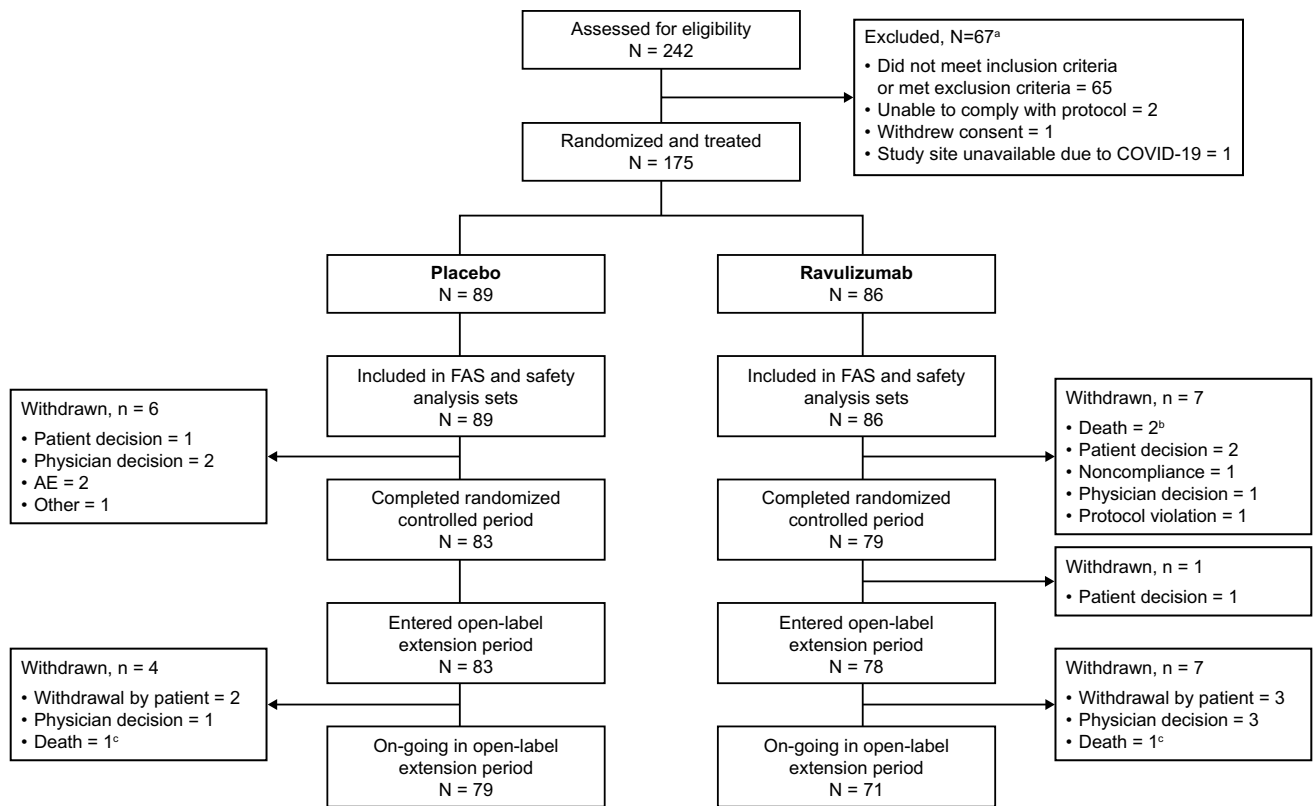 Assessed for eligibility
N = 242
Excluded, N=67ᵃ
• Did not meet inclusion criteria
or met exclusion criteria = 65
• Unable to comply with protocol = 2
• Withdrew consent = 1
• Study site unavailable due to COVID-19 = 1
Randomized and treated
N = 175
Placebo
N = 89
Ravulizumab
N = 86
Included in FAS and safety
analysis sets
N = 89
Included in FAS and safety
analysis sets
N = 86
Withdrawn, n = 6
• Patient decision = 1
• Physician decision = 2
• AE = 2
• Other = 1
Withdrawn, n = 7
• Death = 2ᵇ
• Patient decision = 2
• Noncompliance = 1
• Physician decision = 1
• Protocol violation = 1
Completed randomized
controlled period
N = 83
Completed randomized
controlled period
N = 79
Withdrawn, n = 1
• Patient decision = 1
Entered open-label
extension period
N = 83
Entered open-label
extension period
N = 78
Withdrawn, n = 4
• Withdrawal by patient = 2
• Physician decision = 1
• Death = 1ᶜ
Withdrawn, n = 7
• Withdrawal by patient = 3
• Physician decision = 3
• Death = 1ᶜ
On-going in open-label
extension period
N = 79
On-going in open-label
extension period
N = 71